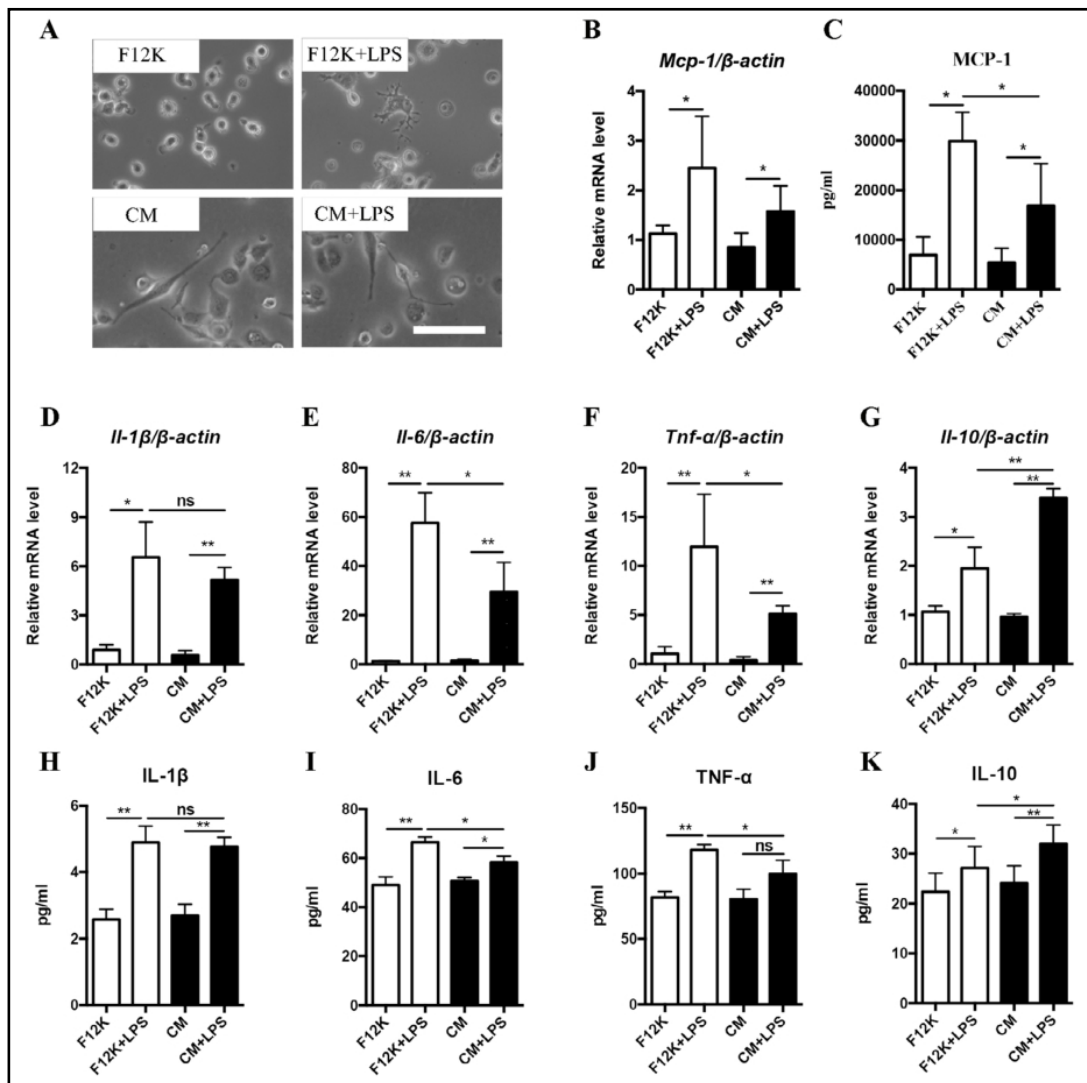 A
F12K
F12K+LPS
CM
CM+LPS
B
Mcp-1/β-actin
Relative mRNA level
4
3
2
1
0
*
*
F12K
F12K+LPS
CM
CM+LPS
C
MCP-1
pg/ml
40000
30000
20000
10000
0
*
*
*
F12K
F12K+LPS
CM
CM+LPS
D
Il-1β/β-actin
Relative mRNA level
12
9
6
3
0
*
ns
**
F12K
F12K+LPS
CM
CM+LPS
E
Il-6/β-actin
Relative mRNA level
80
60
40
20
0
**
*
**
F12K
F12K+LPS
CM
CM+LPS
F
Tnf-α/β-actin
Relative mRNA level
20
15
10
5
0
**
*
**
F12K
F12K+LPS
CM
CM+LPS
G
Il-10/β-actin
Relative mRNA level
4
3
2
1
0
*
**
**
F12K
F12K+LPS
CM
CM+LPS
H
IL-1β
pg/ml
6
4
2
0
**
ns
**
F12K
F12K+LPS
CM
CM+LPS
I
IL-6
pg/ml
80
60
40
20
0
**
*
*
F12K
F12K+LPS
CM
CM+LPS
J
TNF-α
pg/ml
150
100
50
0
**
*
ns
F12K
F12K+LPS
CM
CM+LPS
K
IL-10
pg/ml
40
30
20
10
0
*
*
**
F12K
F12K+LPS
CM
CM+LPS